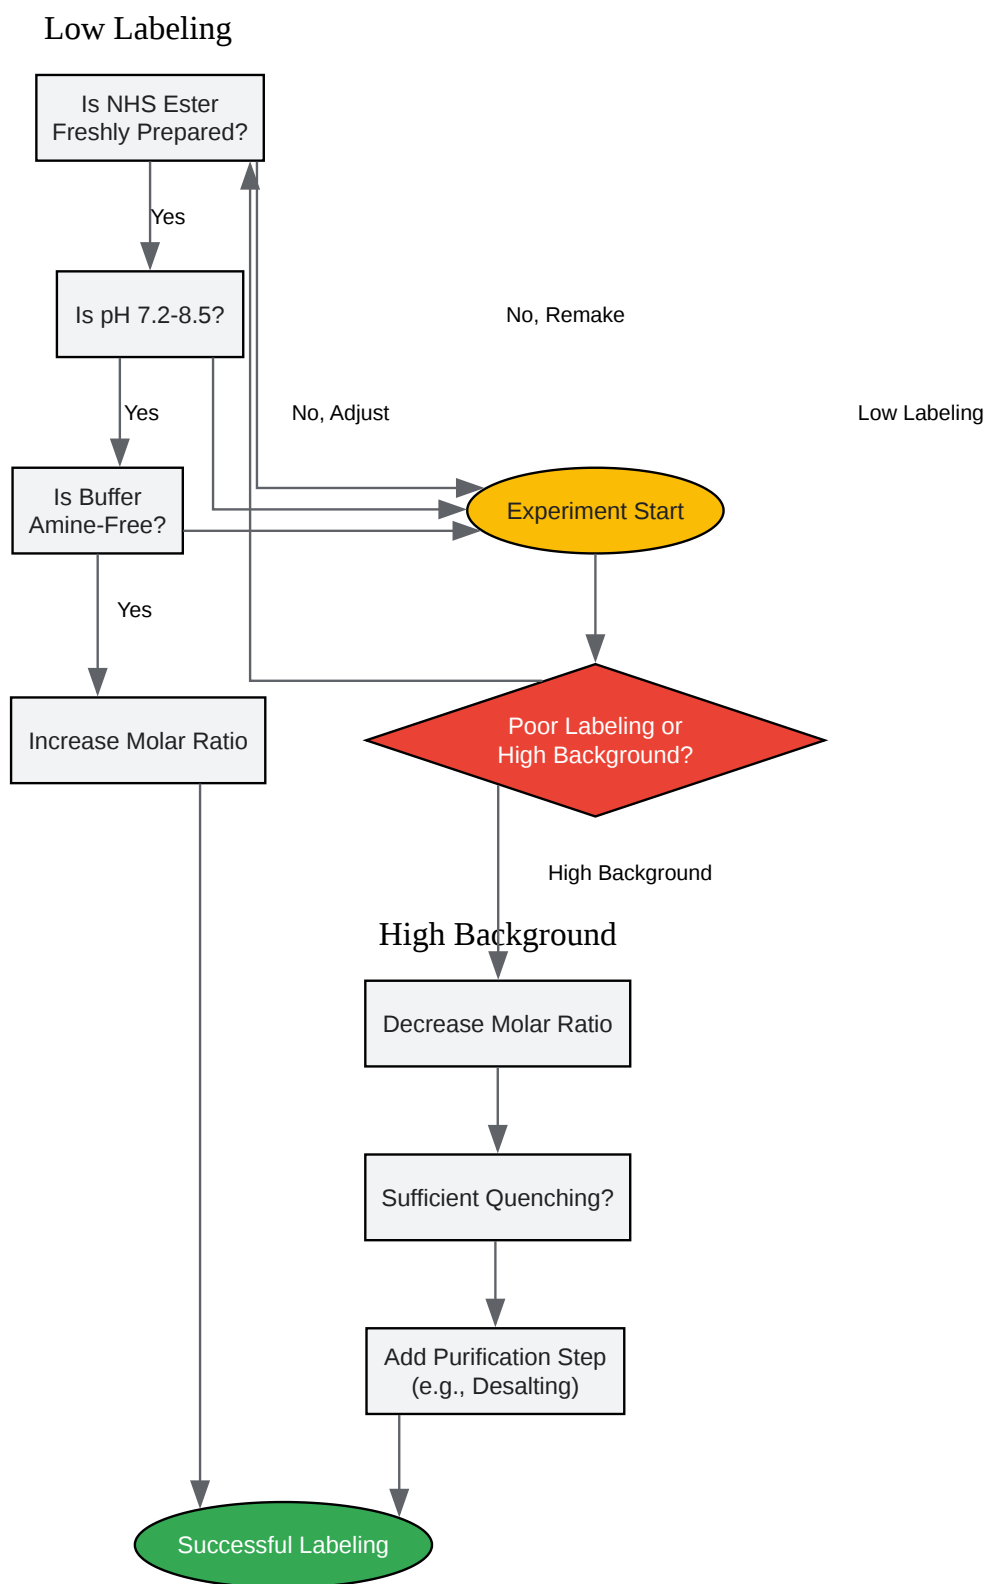 Low Labeling
Is NHS Ester
Freshly Prepared?
Yes
Is pH 7.2-8.5?
No, Remake
Yes
No, Adjust
Low Labeling
Is Buffer
Amine-Free?
Experiment Start
Yes
Increase Molar Ratio
Poor Labeling or
High Background?
High Background
High Background
Decrease Molar Ratio
Sufficient Quenching?
Add Purification Step
(e.g., Desalting)
Successful Labeling